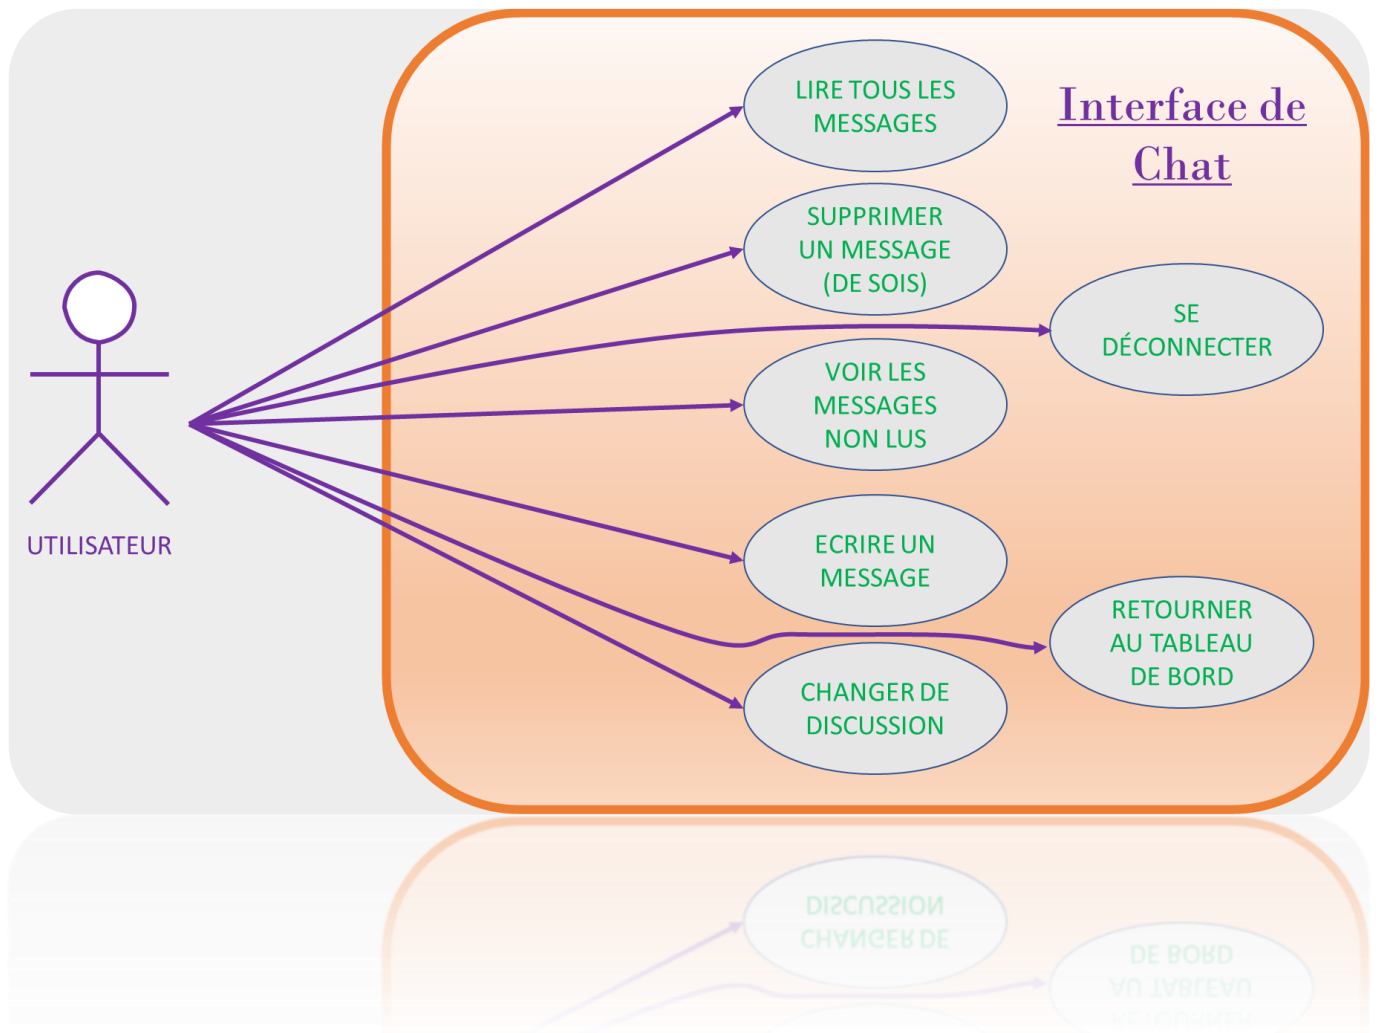 Interface de
Chat
LIRE TOUS LES
MESSAGES
SUPPRIMER
UN MESSAGE
(DE SOIS)
SE
DÉCONNECTER
VOIR LES
MESSAGES
NON LUS
UTILISATEUR
ECRIRE UN
MESSAGE
RETOURNER
AU TABLEAU
DE BORD
CHANGER DE
DISCUSSION